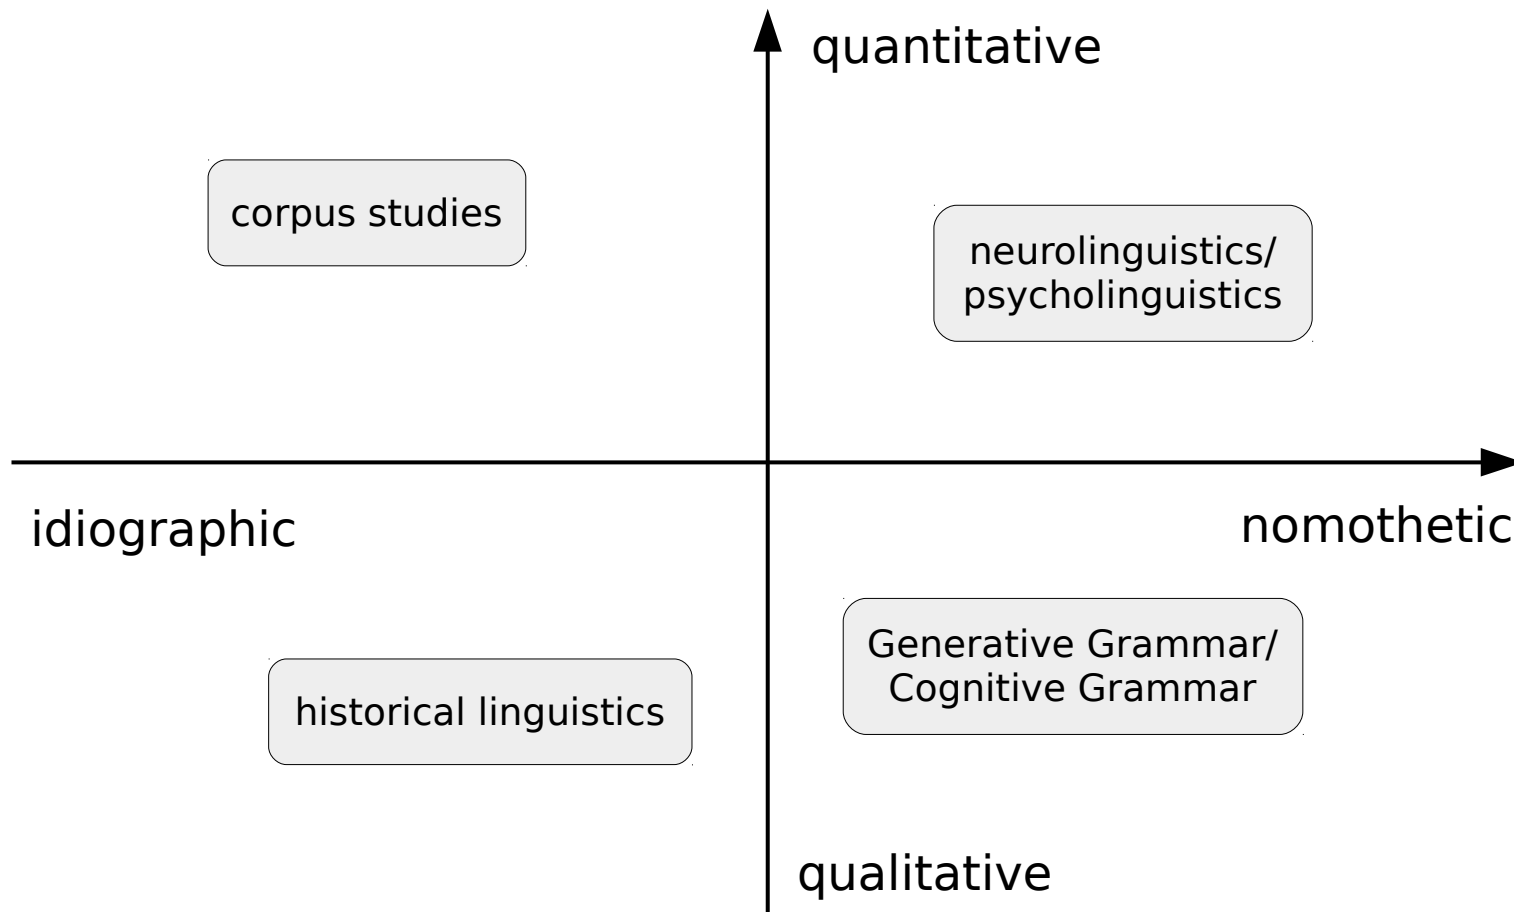 quantitative
corpus studies
neurolinguistics/
psycholinguistics
idiographic
nomothetic
Generative Grammar/
Cognitive Grammar
historical linguistics
qualitative